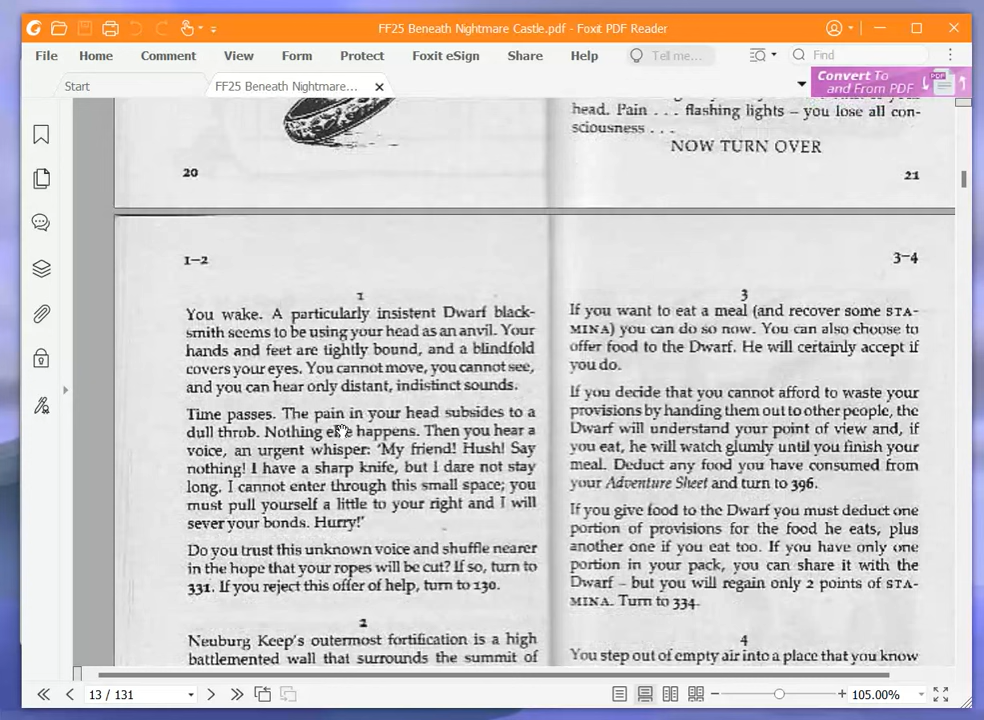 FF25 Beneath Nightmare Castle.pdf - Foxit PDF Reader
File Home Comment View Form Protect Foxit eSign Share Help Tell me... Find
Start FF25 Beneath Nightmare...
Convert To
and From PDF
PDF
20
head. Pain . . . flashing lights – you lose all con-
sciousness . . .
NOW TURN OVER
21
1–2
1
You wake. A particularly insistent Dwarf black-
smith seems to be using your head as an anvil. Your
hands and feet are tightly bound, and a blindfold
covers your eyes. You cannot move, you cannot see,
and you can hear only distant, indistinct sounds.
Time passes. The pain in your head subsides to a
dull throb. Nothing else happens. Then you hear a
voice, an urgent whisper: 'My friend! Hush! Say
nothing! I have a sharp knife, but I dare not stay
long. I cannot enter through this small space; you
must pull yourself a little to your right and I will
sever your bonds. Hurry!'
Do you trust this unknown voice and shuffle nearer
in the hope that your ropes will be cut? If so, turn to
331. If you reject this offer of help, turn to 130.
2
Neuburg Keep's outermost fortification is a high
battlemented wall that surrounds the summit of
3–4
3
If you want to eat a meal (and recover some STA-
MINA) you can do so now. You can also choose to
offer food to the Dwarf. He will certainly accept if
you do.
If you decide that you cannot afford to waste your
provisions by handing them out to other people, the
Dwarf will understand your point of view and, if
you eat, he will watch glumly until you finish your
meal. Deduct any food you have consumed from
your Adventure Sheet and turn to 396.
If you give food to the Dwarf you must deduct one
portion of provisions for the food he eats, plus
another one if you eat too. If you have only one
portion in your pack, you can share it with the
Dwarf – but you will regain only 2 points of STA-
MINA. Turn to 334.
4
You step out of empty air into a place that you know
13 / 131
105.00%